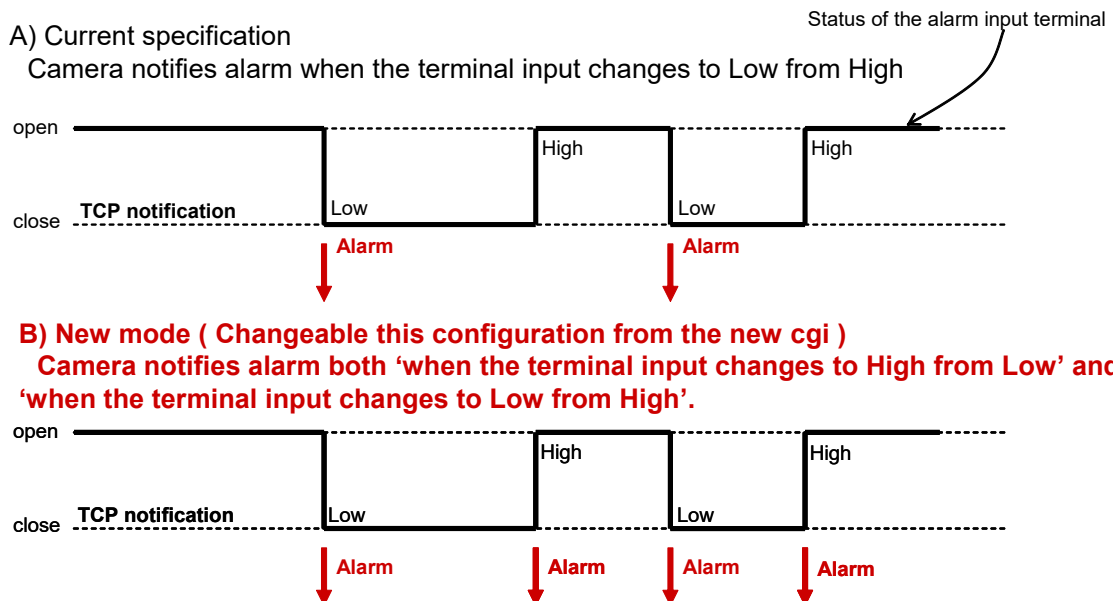 Status of the alarm input terminal
A) Current specification
Camera notifies alarm when the terminal input changes to Low from High
open
High
High
TCP notification
Low
Low
close
Alarm
Alarm
B) New mode ( Changeable this configuration from the new cgi )
Camera notifies alarm both ‘when the terminal input changes to High from Low’ and
‘when the terminal input changes to Low from High’.
open
High
High
TCP notification
Low
Low
close
Alarm
Alarm
Alarm
Alarm